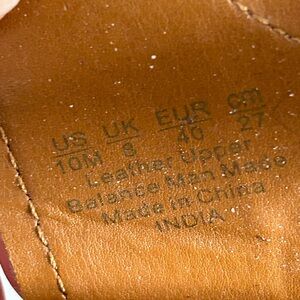 US UK EUR cm
10M 8 40 27
Leather Upper
Balance Man Made
Made in China
INDIA